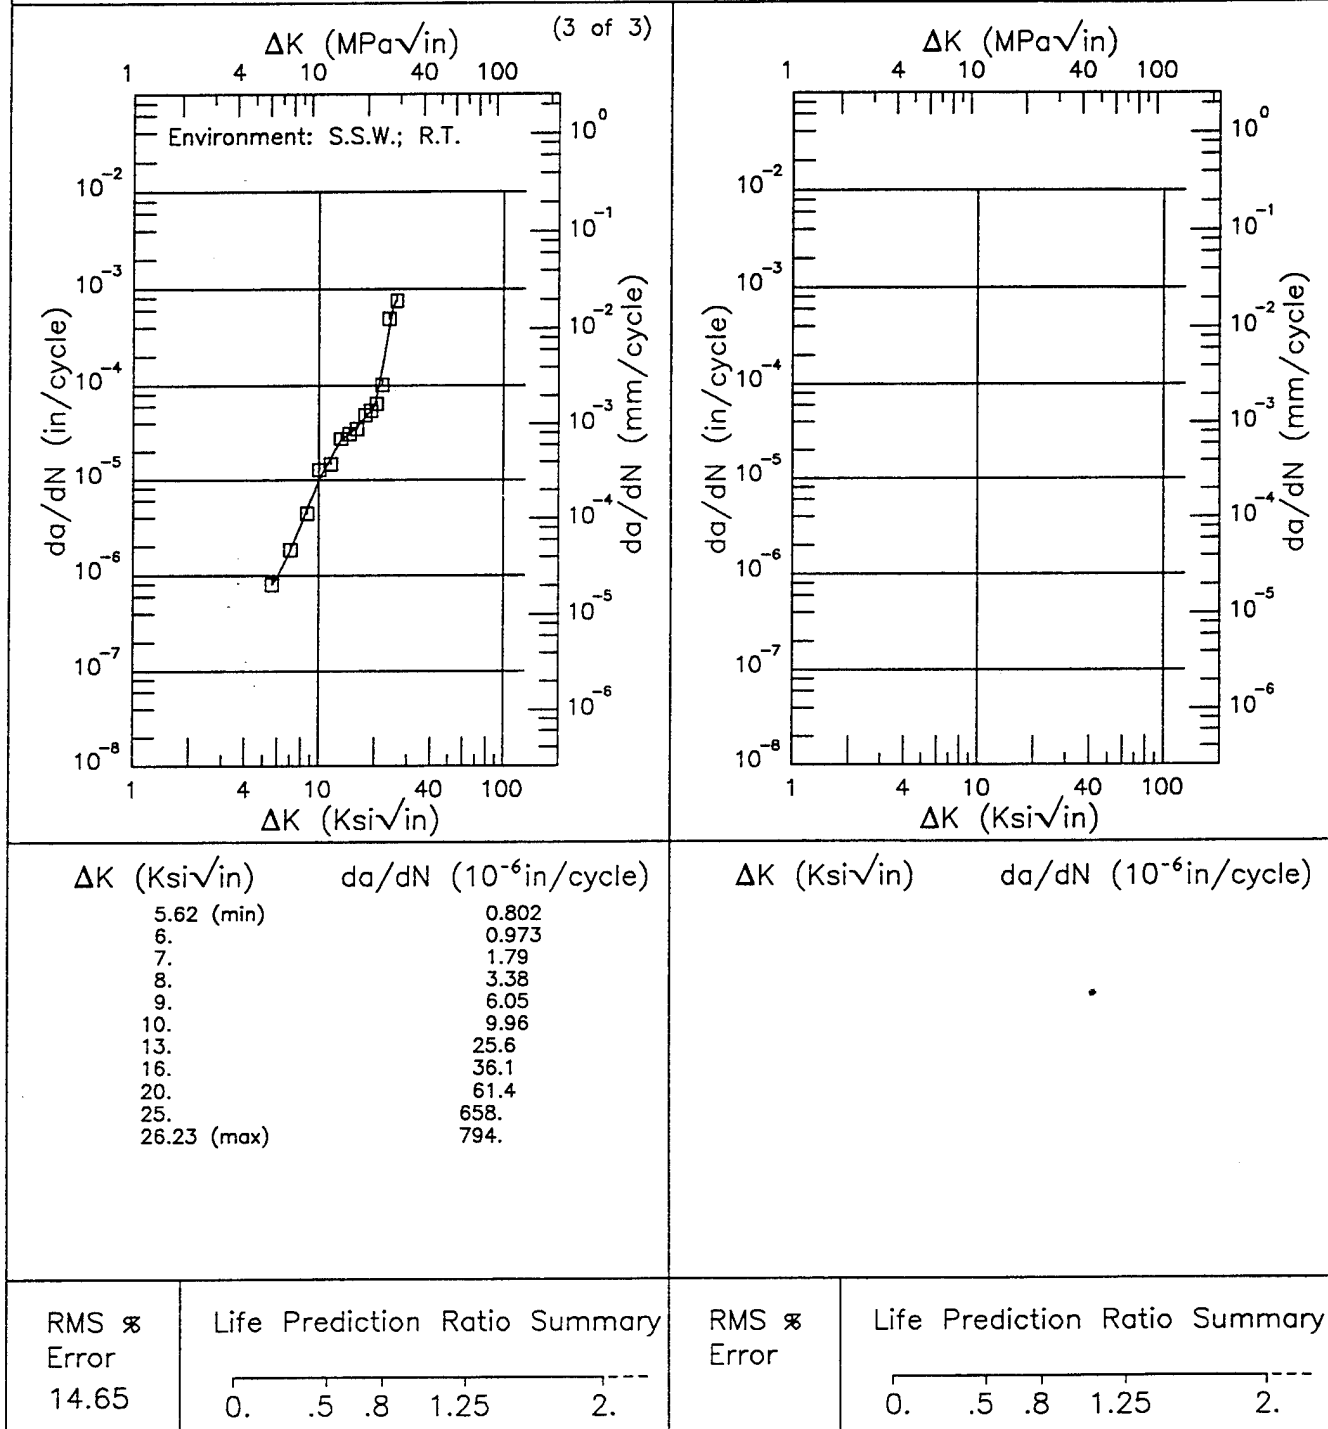 (3 of 3)
ΔK (MPa√in)
1 4 10 40 100
Environment: S.S.W.; R.T.
da/dN (in/cycle)
10⁻²
10⁻³
10⁻⁴
10⁻⁵
10⁻⁶
10⁻⁷
10⁻⁸
10⁰
10⁻¹
10⁻²
10⁻³
10⁻⁴
10⁻⁵
10⁻⁶
da/dN (mm/cycle)
1 4 10 40 100
ΔK (Ksi√in)
ΔK (MPa√in)
1 4 10 40 100
da/dN (in/cycle)
10⁻²
10⁻³
10⁻⁴
10⁻⁵
10⁻⁶
10⁻⁷
10⁻⁸
10⁰
10⁻¹
10⁻²
10⁻³
10⁻⁴
10⁻⁵
10⁻⁶
da/dN (mm/cycle)
1 4 10 40 100
ΔK (Ksi√in)
ΔK (Ksi√in) da/dN (10⁻⁶in/cycle)
5.62 (min) 0.802
6. 0.973
7. 1.79
8. 3.38
9. 6.05
10. 9.96
13. 25.6
16. 36.1
20. 61.4
25. 658.
26.23 (max) 794.
ΔK (Ksi√in) da/dN (10⁻⁶in/cycle)
RMS %
Error
14.65
Life Prediction Ratio Summary
0. .5 .8 1.25 2.
RMS %
Error
Life Prediction Ratio Summary
0. .5 .8 1.25 2.